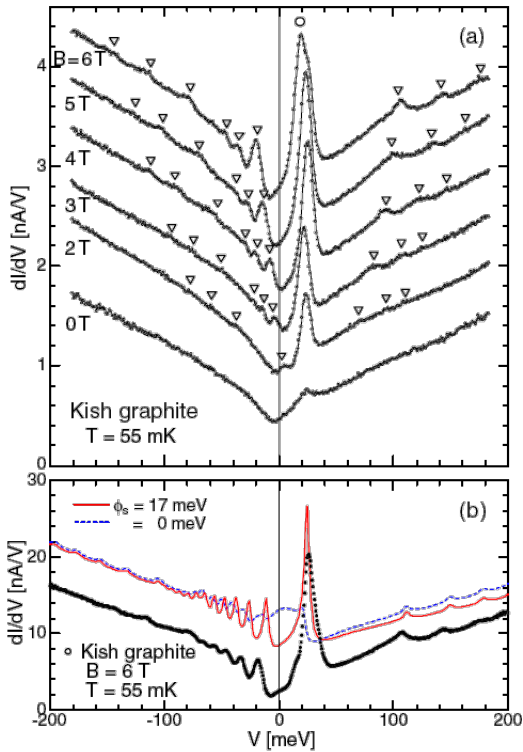 (a)
B=6T
5T
4T
3T
2T
0T
4
3
2
1
0
dI/dV [nA/V]
Kish graphite
T = 55 mK
(b)
30
20
10
0
dI/dV [nA/V]
ϕs = 17 meV
= 0 meV
Kish graphite
B = 6 T
T = 55 mK
-200 -100 0 100 200
V [meV]